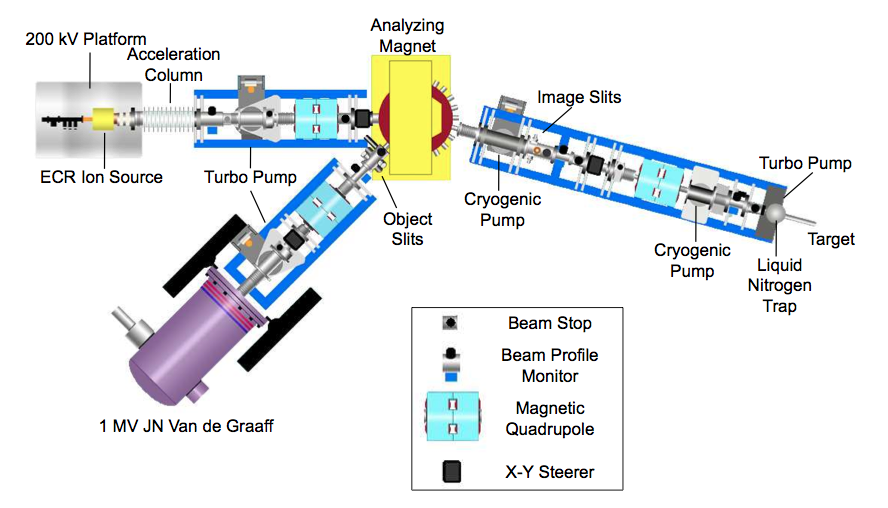 200 kV Platform
Acceleration
Column
Analyzing
Magnet
Image Slits
ECR Ion Source
Turbo Pump
Object
Slits
Cryogenic
Pump
Turbo Pump
Target
Cryogenic
Pump
Liquid
Nitrogen
Trap
1 MV JN Van de Graaff
Beam Stop
Beam Profile
Monitor
Magnetic
Quadrupole
X-Y Steerer